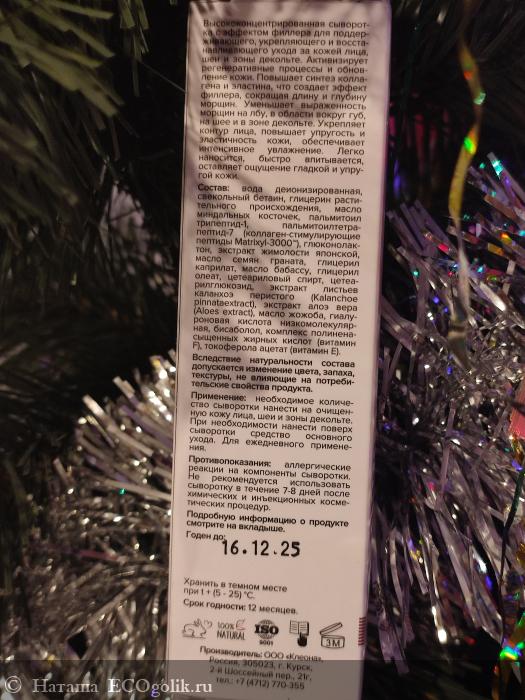 Высококонцентрированная сыворот-
ка с эффектом филлера для поддер-
живающего, укрепляющего и восста-
навливающего ухода за кожей лица,
шеи и зоны декольте. Активизирует
регенеративные процессы и обнов-
ление кожи. Повышает синтез колла-
гена и эластина, что создает эффект
филлера, сокращая длину и глубину
морщин. Уменьшает выраженность
морщин на лбу, в области вокруг губ,
на шее и в зоне декольте. Укрепляет
контур лица, повышает упругость и
эластичность кожи, обеспечивает
интенсивное увлажнение. Легко
наносится, быстро впитывается,
оставляет ощущение гладкой и упру-
гой кожи.
Состав: вода деионизированная,
свекольный бетаин, глицерин расти-
тельного происхождения, масло
миндальных косточек, пальмитоил
трипептид-1, пальмитоилтетра-
пептид-7 (коллаген-стимулирующие
пептиды Matrixyl-3000™), глюконолак-
тон, экстракт жимолости японской,
масло семян граната, глицерил
каприлат, масло бабассу, глицерил
олеат, цетеариловый спирт, цетеа-
рилглюкозид, экстракт листьев
каланхоэ перистого (Kalanchoe
pinnataextract), экстракт алоэ вера
(Aloes extract), масло жожоба, гиалу-
роновая кислота низкомолекуляр-
ная, бисаболол, комплекс полинена-
сыщенных жирных кислот (витамин
F), токоферола ацетат (витамин Е).
Вследствие натуральности состава
допускается изменение цвета, запаха,
текстуры, не влияющие на потреби-
тельские свойства продукта.
Применение: необходимое количе-
ство сыворотки нанести на очищен-
ную кожу лица, шеи и зоны декольте.
При необходимости нанести поверх
сыворотки средство основного
ухода. Для ежедневного примене-
ния.
Противопоказания: аллергические
реакции на компоненты сыворотки.
Не рекомендуется использовать
сыворотку в течение 7-8 дней после
химических и инъекционных косме-
тических процедур.
Подробную информацию о продукте
смотрите на вкладыше.
Годен до:
16.12.25
Хранить в темном месте
при t + (5 - 25) °С.
Срок годности: 12 месяцев.
100%
NATURAL
ISO
9001
3М
Производитель: ООО «Клеона»,
Россия, 305023, г. Курск,
2-й Шоссейный пер., 21г,
тел.: +7 (4712) 770-355
Наташа ECOgolik.ru